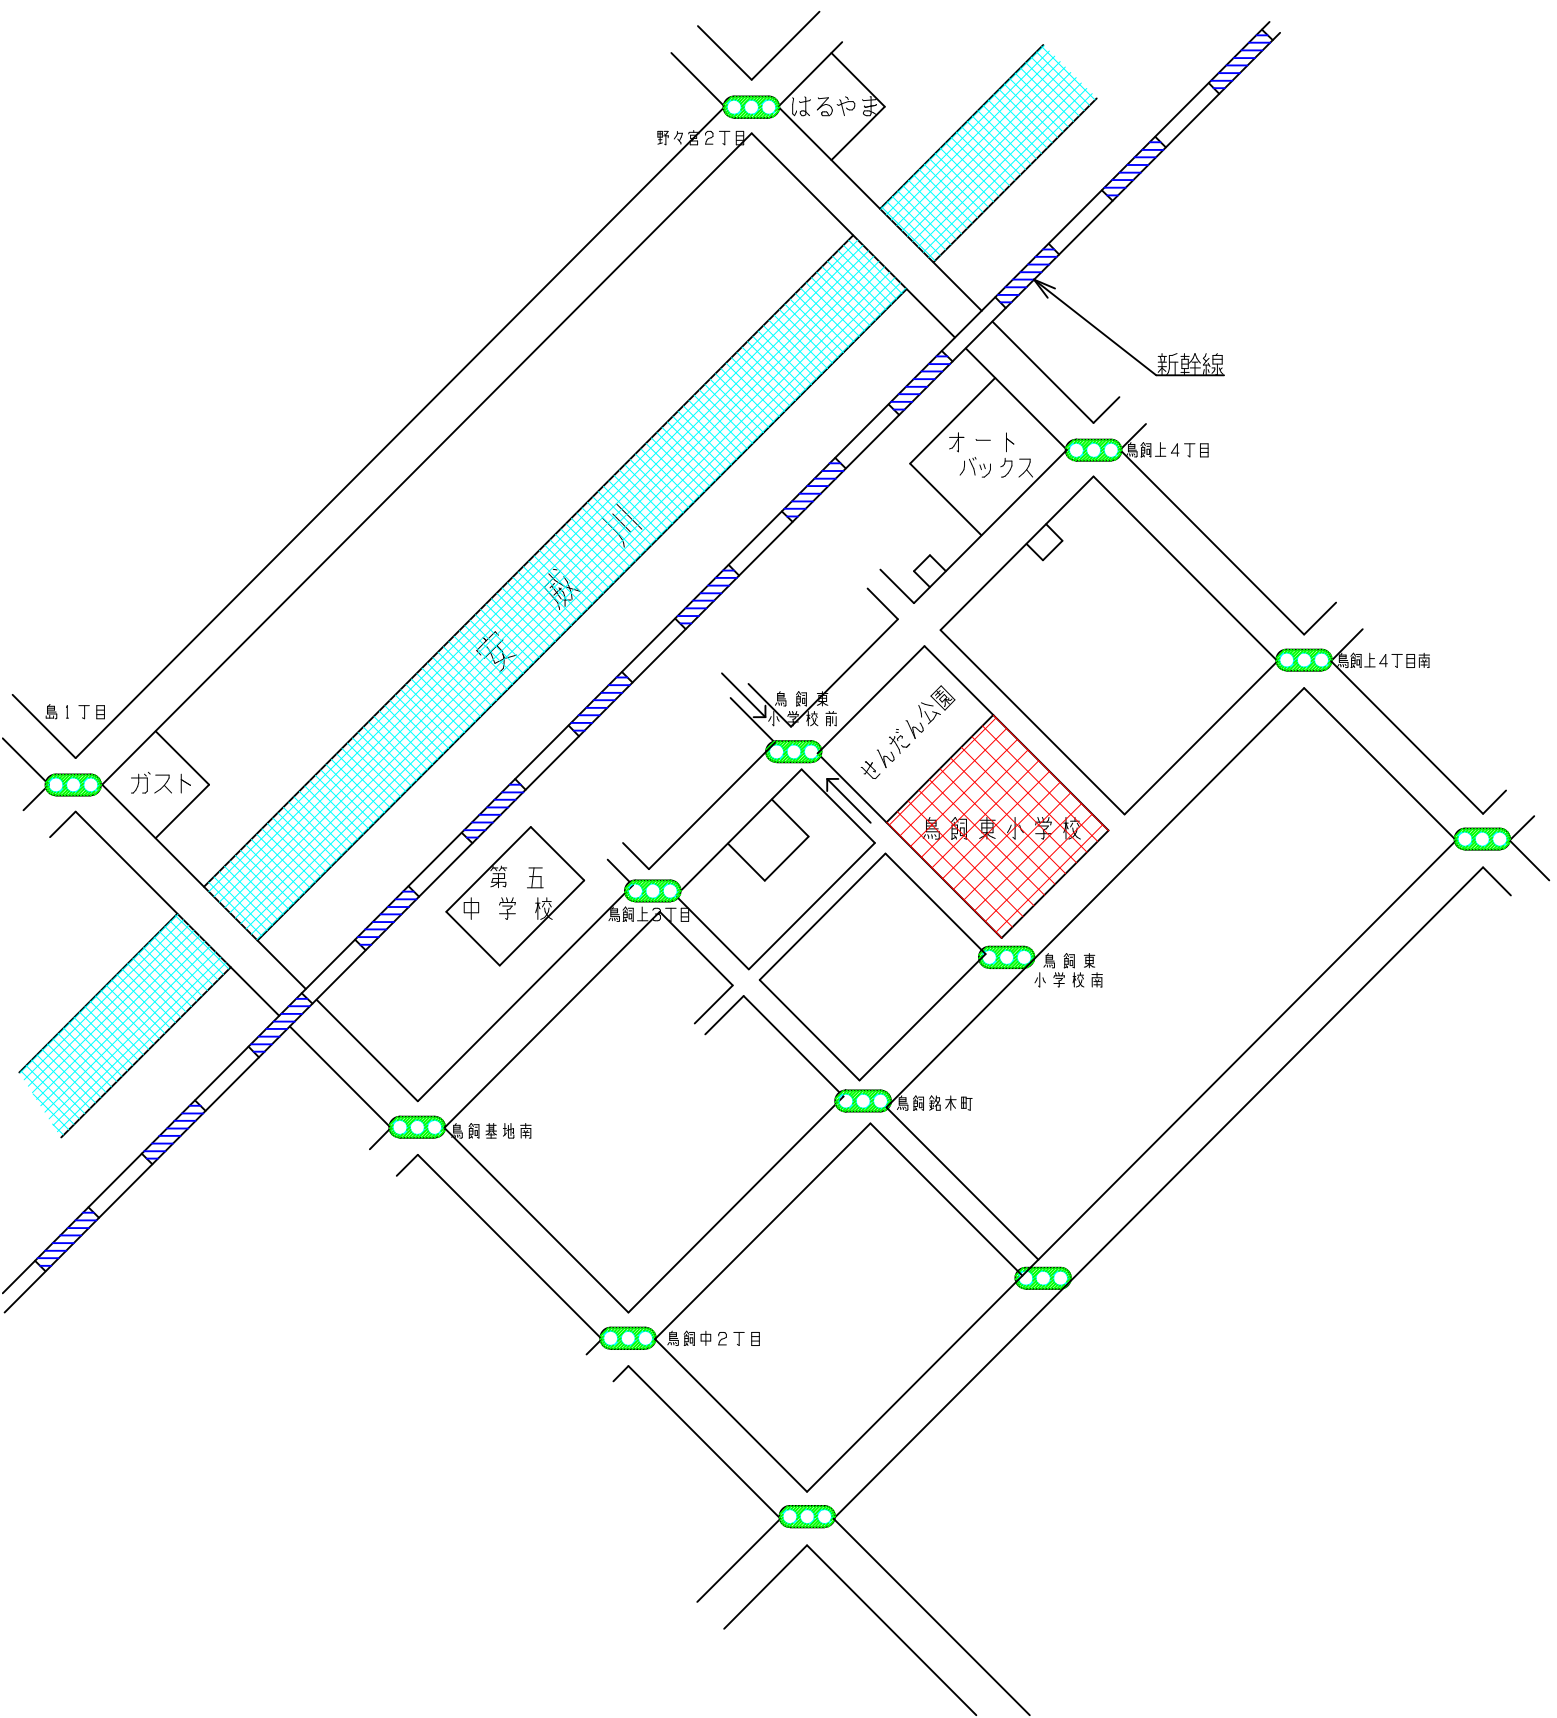 はるやま
野々宮２丁目
新幹線
オート
バックス
鳥飼上４丁目
安威川
鳥飼上４丁目南
鳥飼東
小学校前
せんだん公園
島１丁目
ガスト
鳥飼東小学校
第五
中学校
鳥飼上３丁目
鳥飼東
小学校南
鳥飼銘木町
鳥飼基地南
鳥飼中２丁目